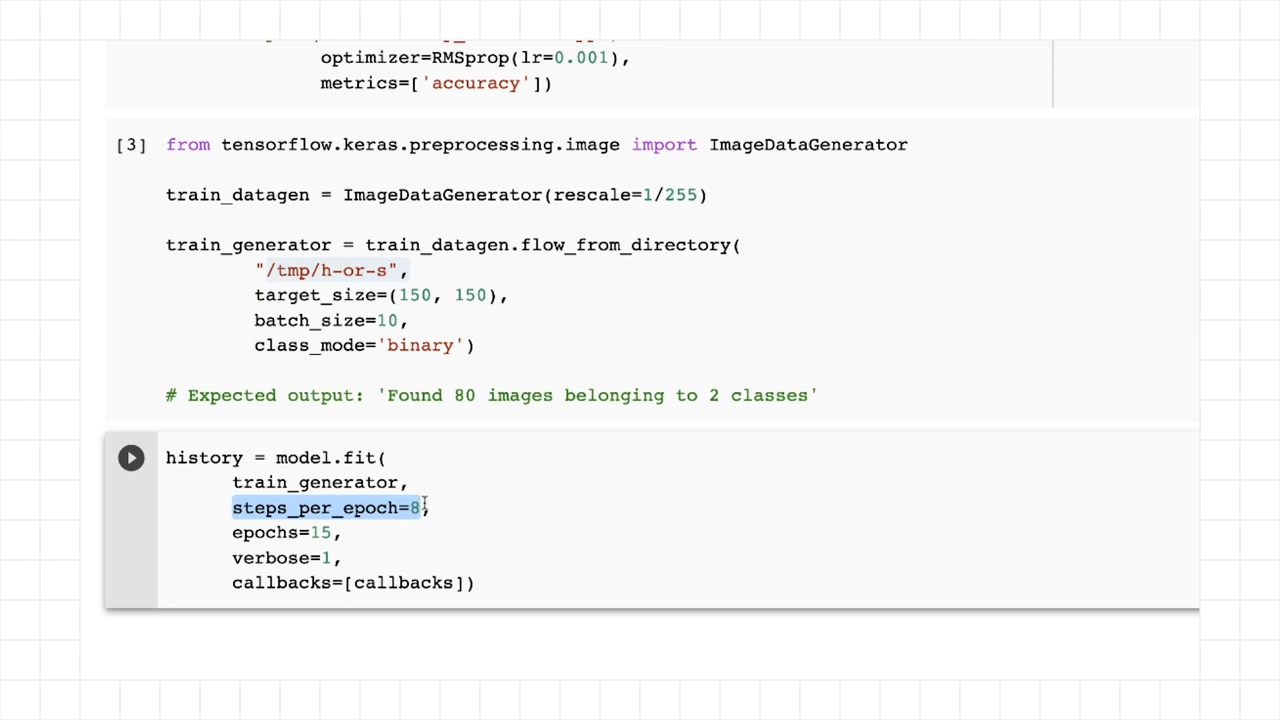 optimizer=RMSprop(lr=0.001),
metrics=['accuracy'])
[3] from tensorflow.keras.preprocessing.image import ImageDataGenerator
train_datagen = ImageDataGenerator(rescale=1/255)
train_generator = train_datagen.flow_from_directory(
"/tmp/h-or-s",
target_size=(150, 150),
batch_size=10,
class_mode='binary')
# Expected output: 'Found 80 images belonging to 2 classes'
history = model.fit(
train_generator,
steps_per_epoch=8,
epochs=15,
verbose=1,
callbacks=[callbacks])